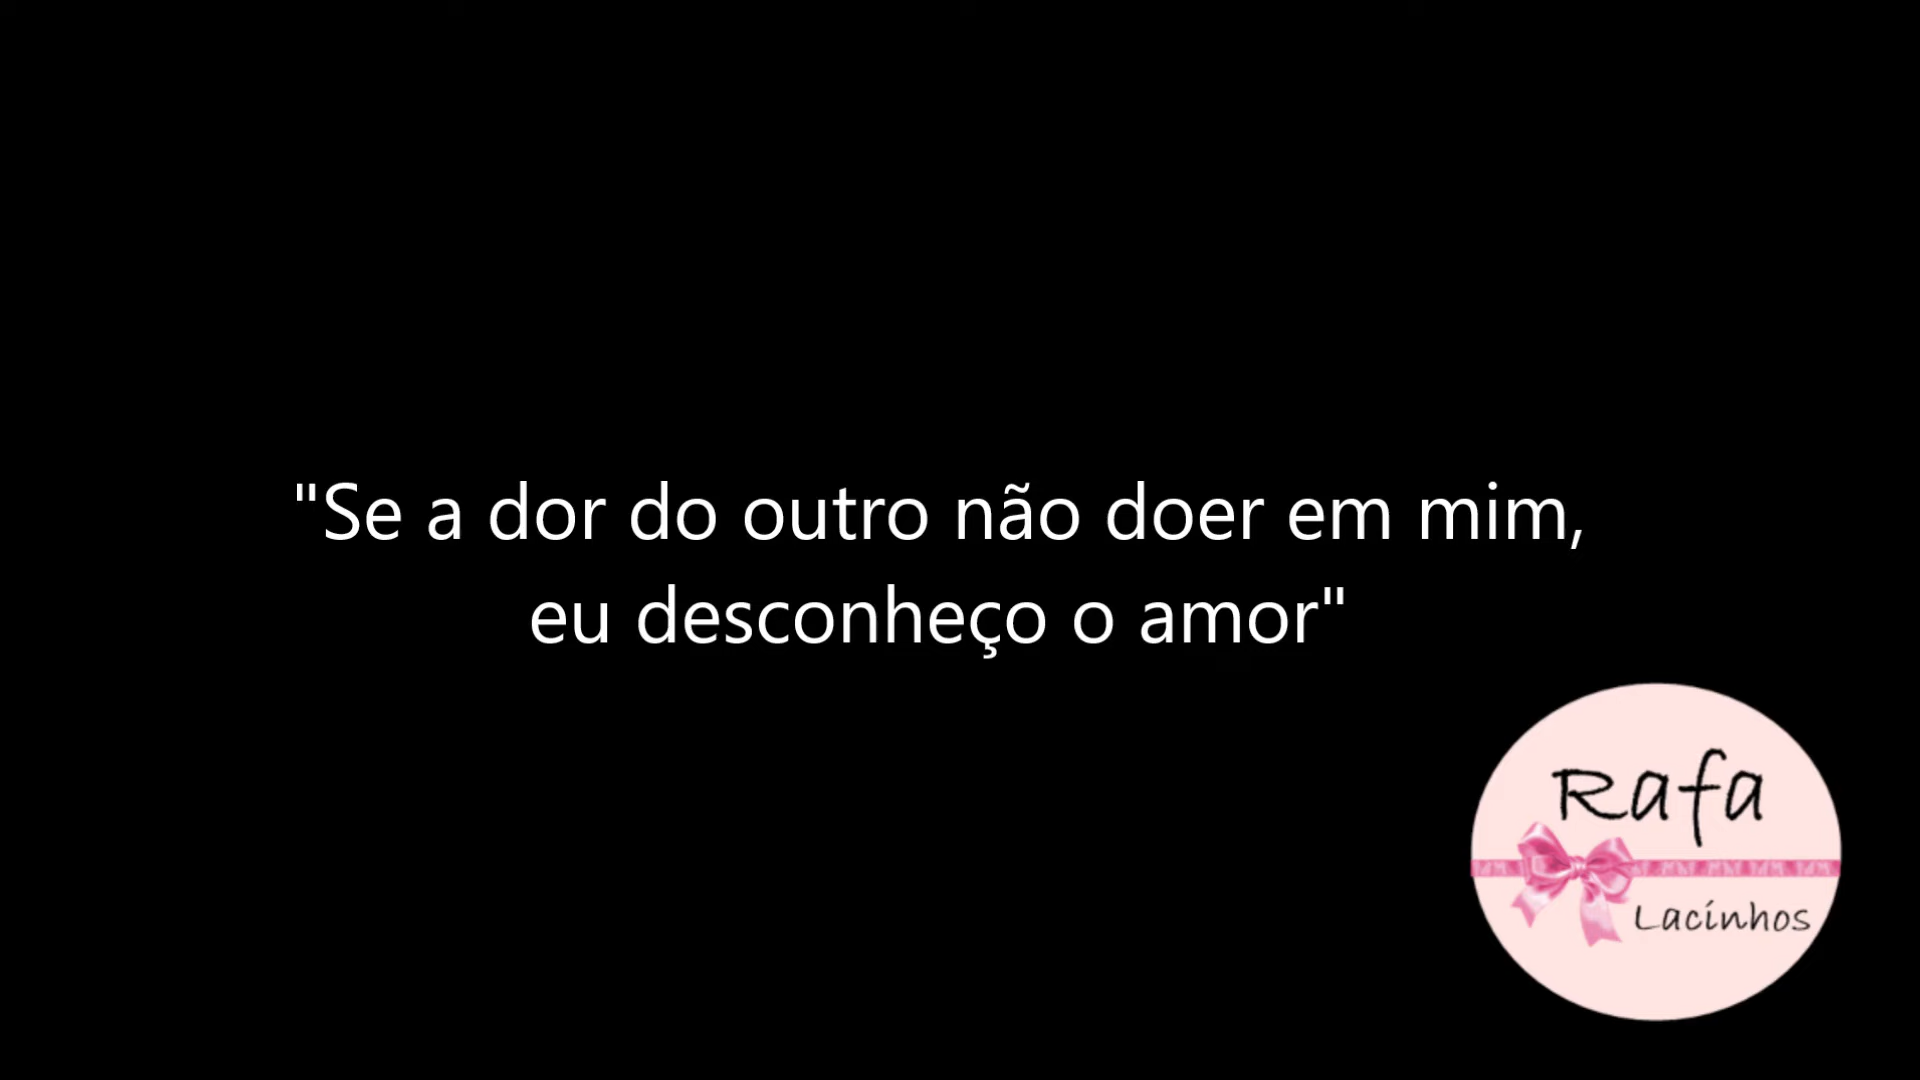 "Se a dor do outro não doer em mim,
eu desconheço o amor"
Rafa
Lacinhos